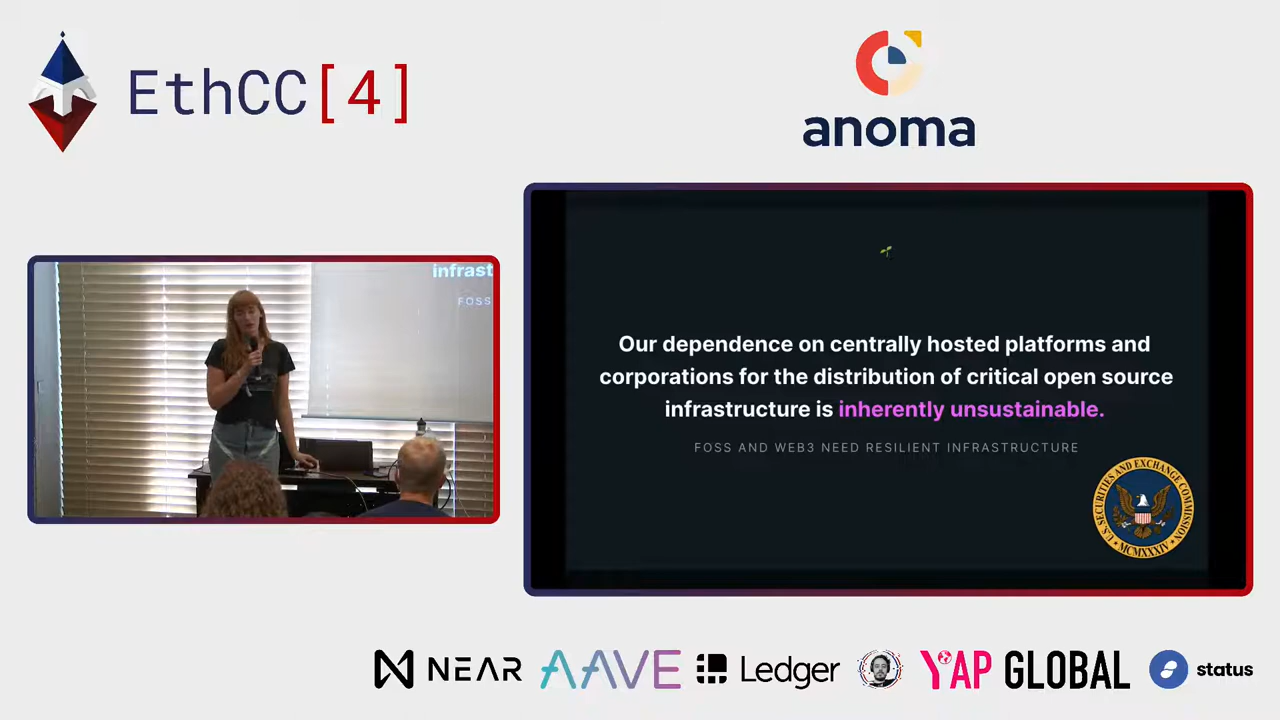 EthCC[4]
anoma
infrast
FOSS
Our dependence on centrally hosted platforms and
corporations for the distribution of critical open source
infrastructure is inherently unsustainable.
FOSS AND WEB3 NEED RESILIENT INFRASTRUCTURE
U.S. SECURITIES AND EXCHANGE COMMISSION
MCMXXXIV
NEAR
AAVE
Ledger
YAP GLOBAL
status